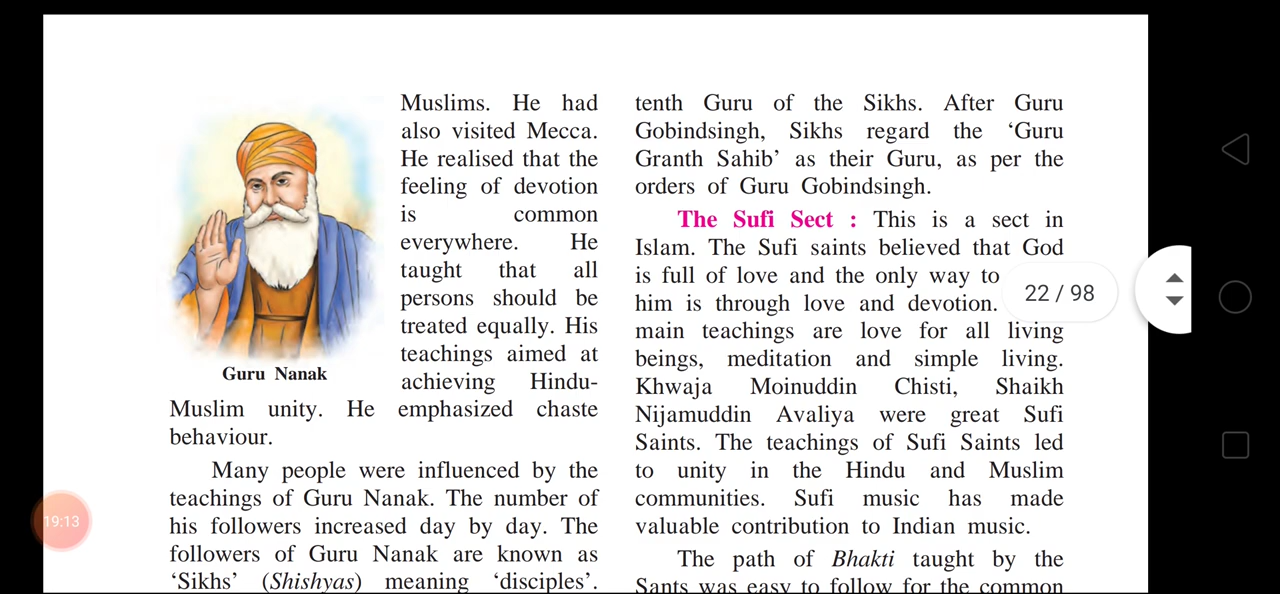 Muslims. He had
also visited Mecca.
He realised that the
feeling of devotion
is common
everywhere. He
taught that all
persons should be
treated equally. His
teachings aimed at
achieving Hindu-
Guru Nanak
Muslim unity. He emphasized chaste
behaviour.
Many people were influenced by the
teachings of Guru Nanak. The number of
his followers increased day by day. The
followers of Guru Nanak are known as
‘Sikhs’ (Shishyas) meaning ‘disciples’.
tenth Guru of the Sikhs. After Guru
Gobindsingh, Sikhs regard the ‘Guru
Granth Sahib’ as their Guru, as per the
orders of Guru Gobindsingh.
The Sufi Sect : This is a sect in
Islam. The Sufi saints believed that God
is full of love and the only way to
him is through love and devotion.
main teachings are love for all living
beings, meditation and simple living.
Khwaja Moinuddin Chisti, Shaikh
Nijamuddin Avaliya were great Sufi
Saints. The teachings of Sufi Saints led
to unity in the Hindu and Muslim
communities. Sufi music has made
valuable contribution to Indian music.
The path of Bhakti taught by the
Sants was easy to follow for the common
22 / 98
19:13